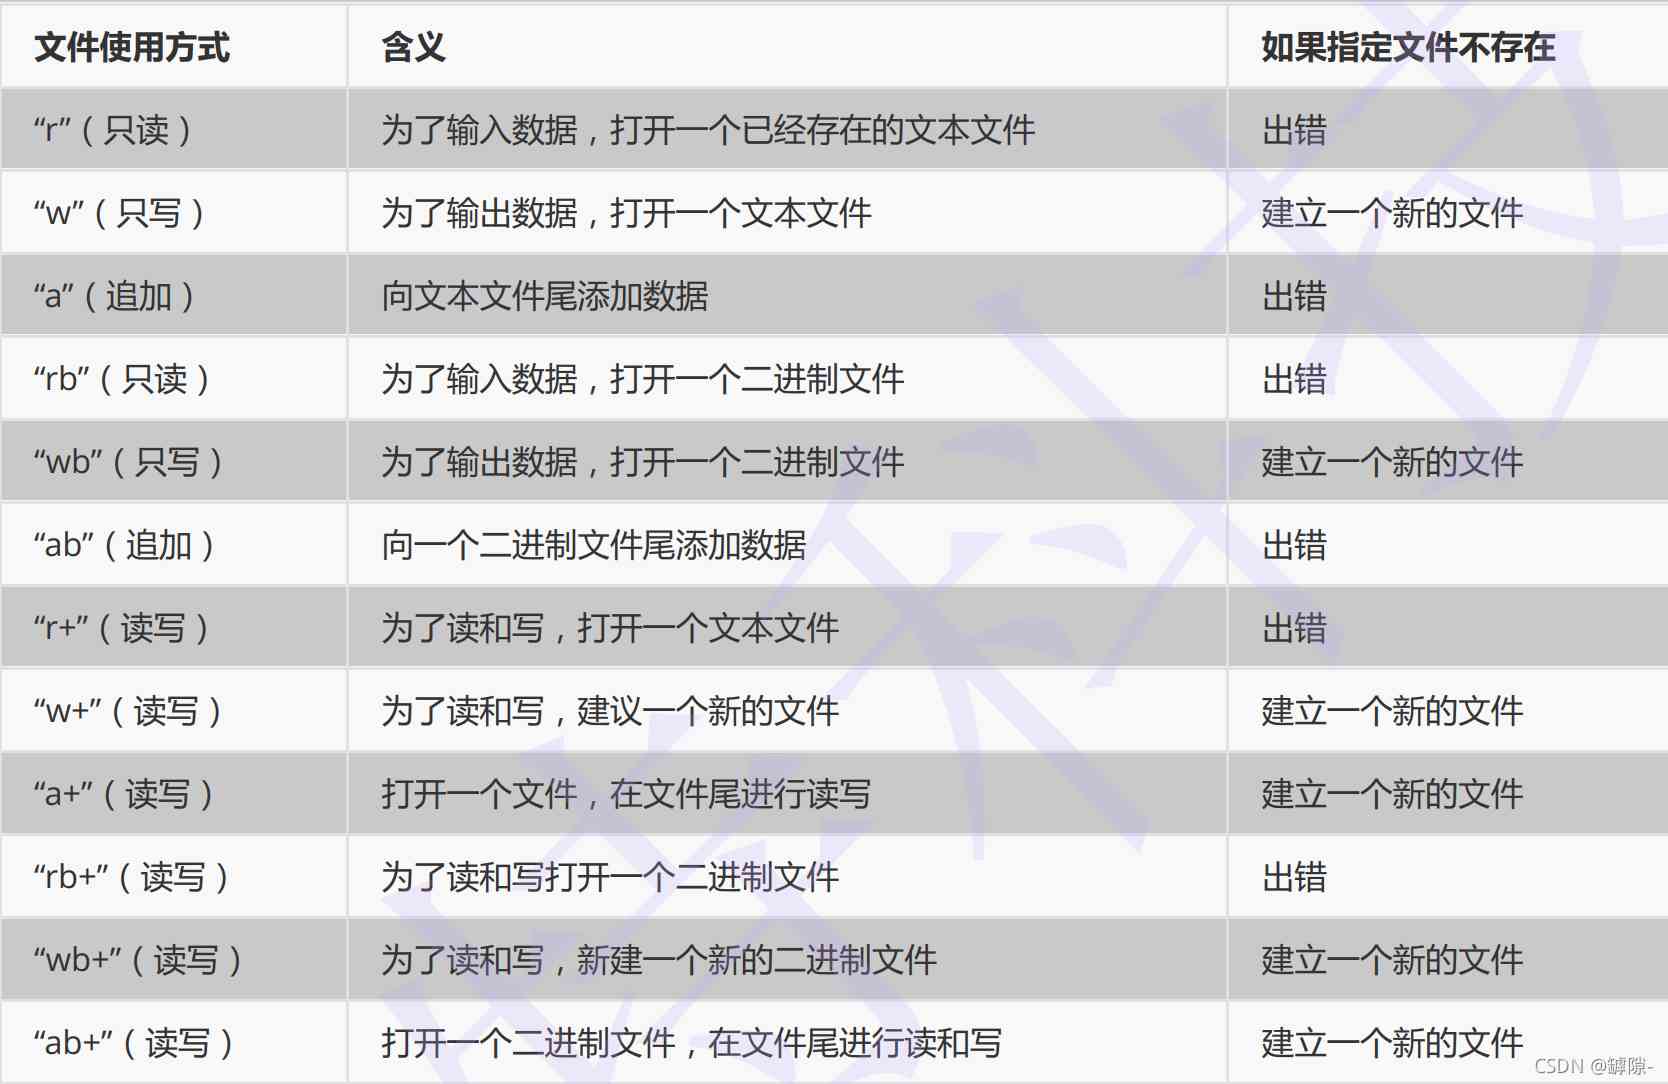 文件使用方式 含义 如果指定文件不存在
“r”（只读） 为了输入数据，打开一个已经存在的文本文件 出错
“w”（只写） 为了输出数据，打开一个文本文件 建立一个新的文件
“a”（追加） 向文本文件尾添加数据 出错
“rb”（只读） 为了输入数据，打开一个二进制文件 出错
“wb”（只写） 为了输出数据，打开一个二进制文件 建立一个新的文件
“ab”（追加） 向一个二进制文件尾添加数据 出错
“r+”（读写） 为了读和写，打开一个文本文件 出错
“w+”（读写） 为了读和写，建议一个新的文件 建立一个新的文件
“a+”（读写） 打开一个文件，在文件尾进行读写 建立一个新的文件
“rb+”（读写） 为了读和写打开一个二进制文件 出错
“wb+”（读写） 为了读和写，新建一个新的二进制文件 建立一个新的文件
“ab+”（读写） 打开一个二进制文件，在文件尾进行读和写 建立一个新的文件
CSDN @罅隙-